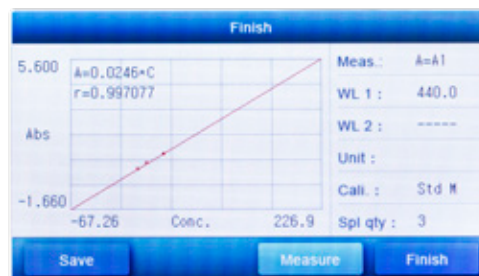 Finish
5.600
A=0.0246*C
r=0.997077
Abs
-1.660
-67.26 Conc. 226.9
Meas.: A=A1
WL 1 : 440.0
WL 2 : -----
Unit :
Cali. : Std M
Spl qty : 3
Save
Measure
Finish